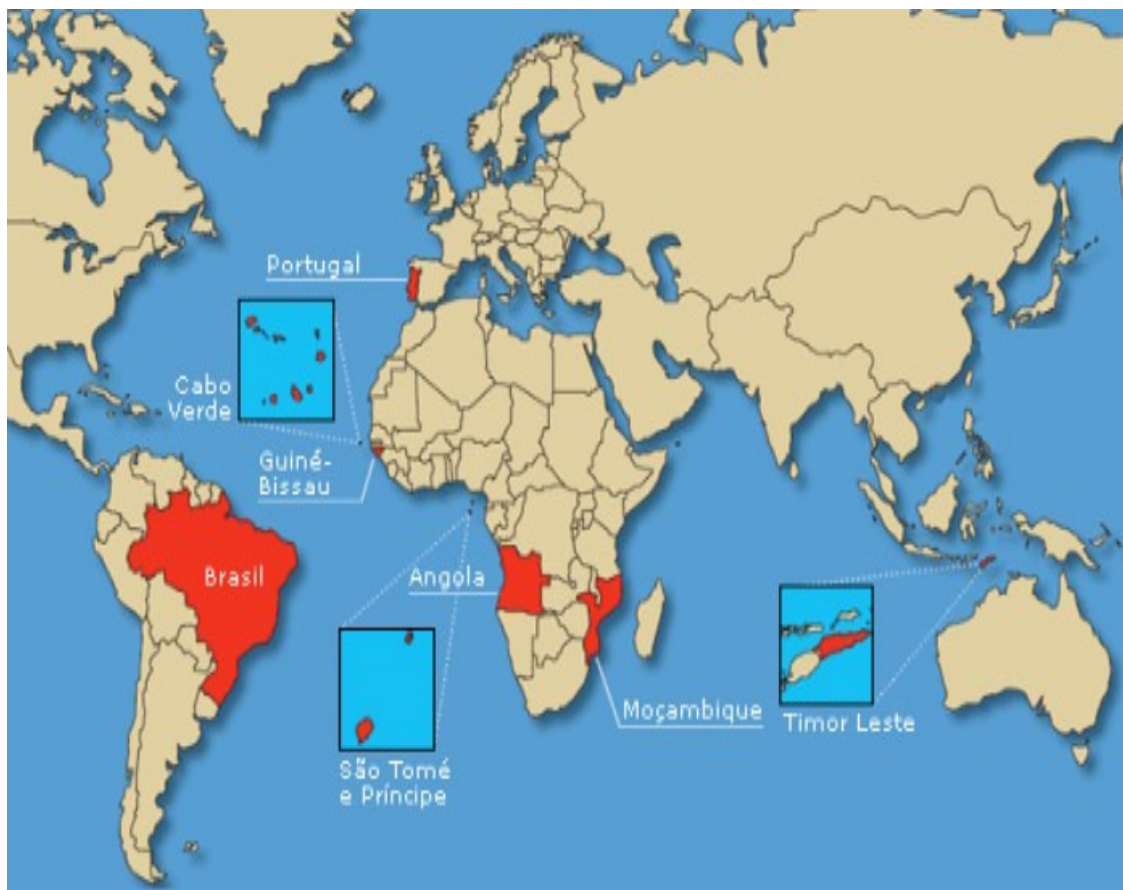 Portugal
Cabo
Verde
Guiné-
Bissau
Brasil
Angola
Moçambique
Timor Leste
São Tomé
e Príncipe